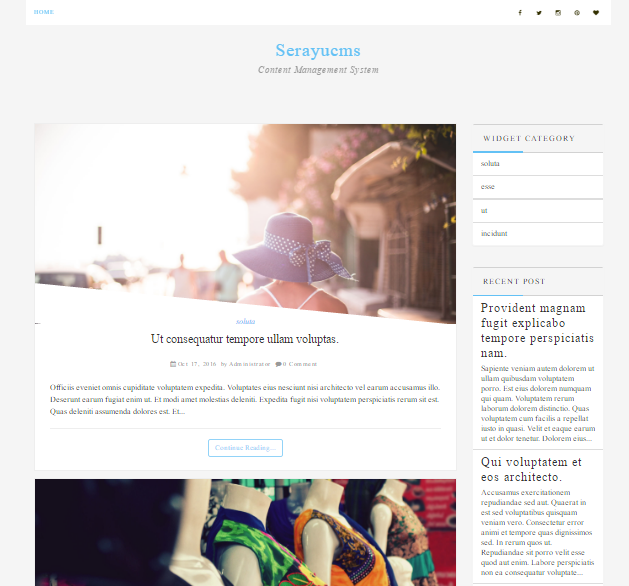 HOME
Serayucms
Content Management System
soluta
Ut consequatur tempore ullam voluptas.
Oct 17, 2016 by Administrator 0 Comment
Officiis eveniet omnis cupiditate voluptatem expedita. Voluptates eius nesciunt nisi architecto vel earum accusamus illo.
Deserunt earum fugiat enim ut. Et modi amet molestias deleniti. Expedita fugit nisi voluptatem perspiciatis rerum sit est.
Quas deleniti assumenda dolores est. Et...
Continue Reading...
WIDGET CATEGORY
soluta
esse
ut
incidunt
RECENT POST
Provident magnam
fugit explicabo
tempore perspiciatis
nam.
Sapiente veniam autem dolorem ut
ullam quibusdam voluptatem
porro. Est eius dolorem numquam
qui quam. Voluptatem rerum
laborum dolorem distinctio. Quas
voluptatem cum facilis a repellat
iusto in quasi. Velit et eaque earum
ut et dolor tenetur. Dolorem eius...
Qui voluptatem et
eos architecto.
Accusamus exercitationem
repudiandae sed aut. Quaerat in
est sed voluptatibus quisquam
veniam vero. Consectetur error
animi et tempore quas dignissimos
sed. In rerum quos ut.
Repudiandae sit porro velit esse
quod aut enim. Labore perspiciatis
non ea consequatur voluptate...